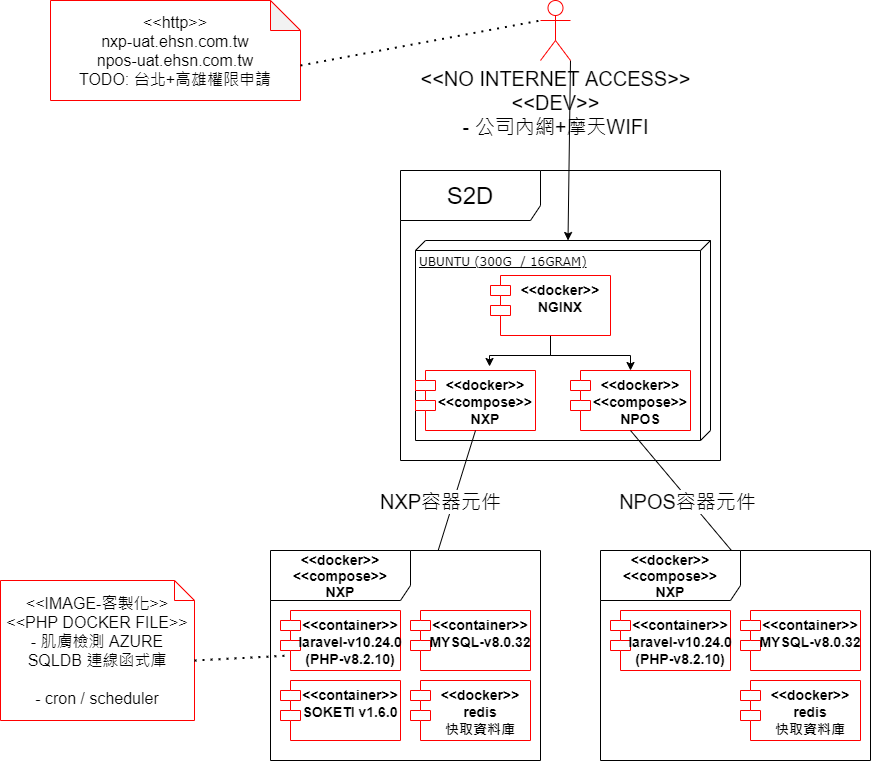 <<http>>
nxp-uat.ehsn.com.tw
npos-uat.ehsn.com.tw
TODO: 台北+高雄權限申請
<<NO INTERNET ACCESS>>
<<DEV>>
- 公司內網+摩天WIFI
S2D
UBUNTU (300G / 16GRAM)
<<docker>>
NGINX
<<docker>>
<<compose>>
NXP
<<docker>>
<<compose>>
NPOS
NXP容器元件
NPOS容器元件
<<docker>>
<<compose>>
NXP
<<container>>
laravel-v10.24.0
(PHP-v8.2.10)
<<container>>
MYSQL-v8.0.32
<<container>>
SOKETI v1.6.0
<<docker>>
redis
快取資料庫
<<docker>>
<<compose>>
NXP
<<container>>
laravel-v10.24.0
(PHP-v8.2.10)
<<container>>
MYSQL-v8.0.32
<<docker>>
redis
快取資料庫
<<IMAGE-客製化>>
<<PHP DOCKER FILE>>
- 肌膚檢測 AZURE
SQLDB 連線函式庫
- cron / scheduler